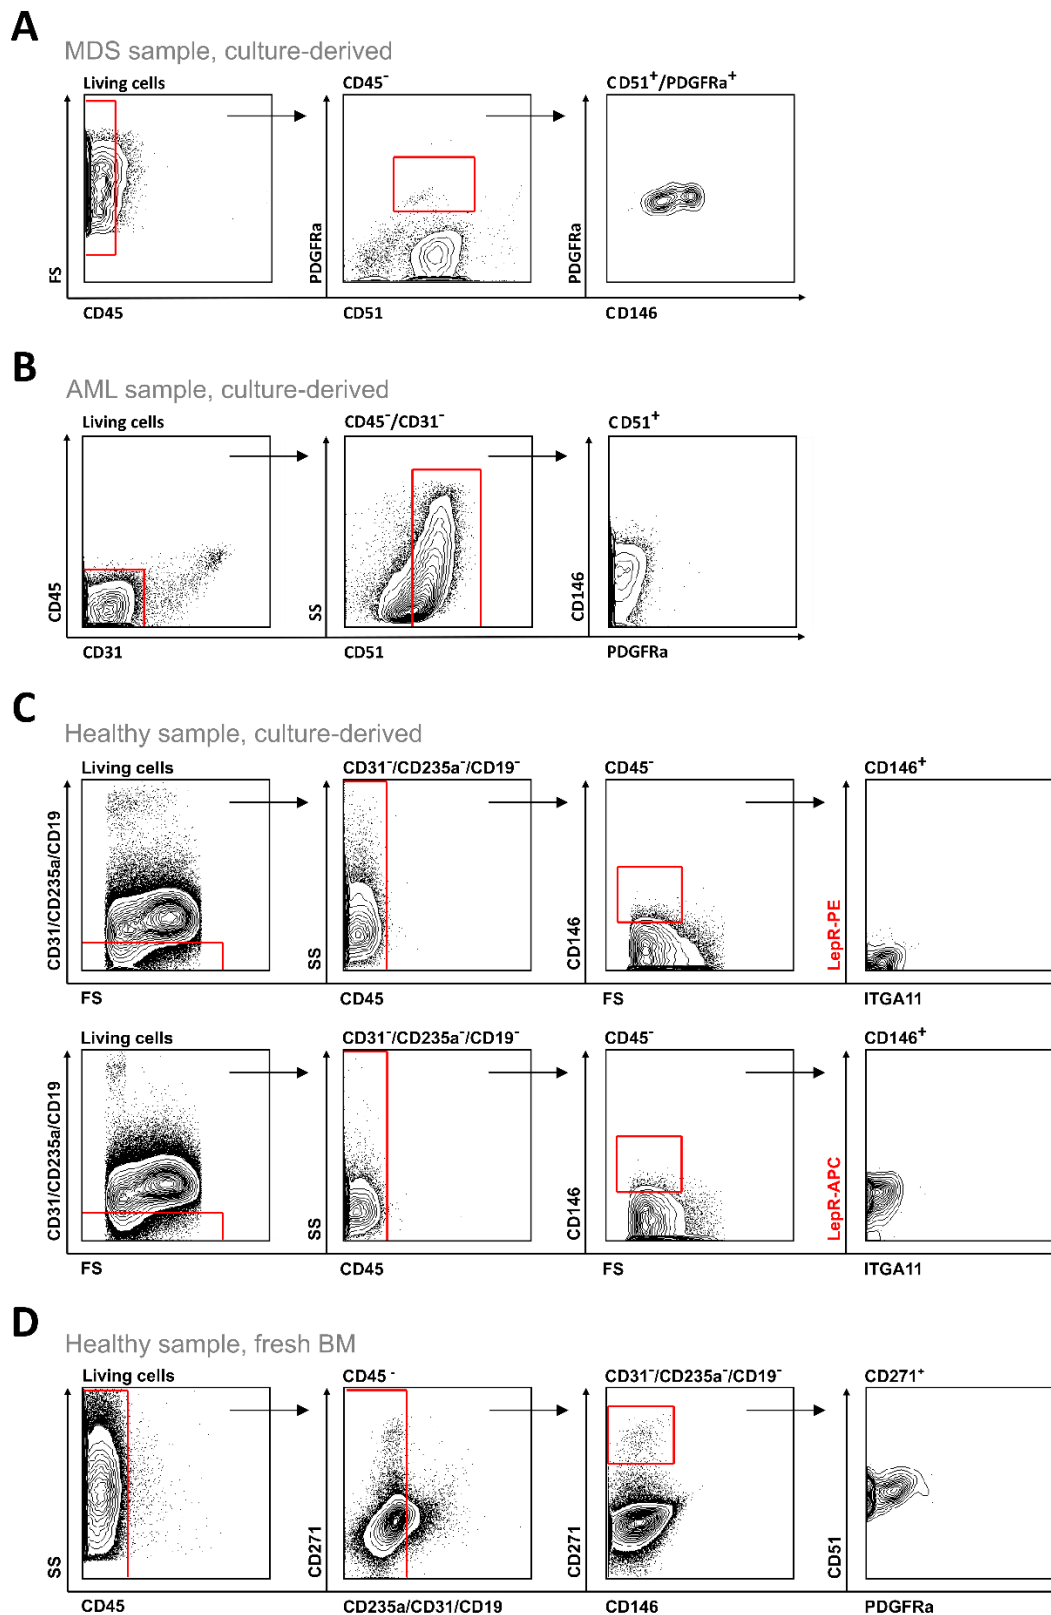 A
MDS sample, culture-derived
Living cells
CD45⁻
CD51⁺/PDGFRa⁺
FS
PDGFRa
PDGFRa
CD45
CD51
CD146
B
AML sample, culture-derived
Living cells
CD45⁻/CD31⁻
CD51⁺
CD45
SS
CD146
CD31
CD51
PDGFRa
C
Healthy sample, culture-derived
Living cells
CD31⁻/CD235a⁻/CD19⁻
CD45⁻
CD146⁺
CD31/CD235a/CD19
SS
CD146
LepR-PE
FS
CD45
FS
ITGA11
Living cells
CD31⁻/CD235a⁻/CD19⁻
CD45⁻
CD146⁺
CD31/CD235a/CD19
SS
CD146
LepR-APC
FS
CD45
FS
ITGA11
D
Healthy sample, fresh BM
Living cells
CD45 ⁻
CD31⁻/CD235a⁻/CD19⁻
CD271⁺
SS
CD271
CD271
CD51
CD45
CD235a/CD31/CD19
CD146
PDGFRa